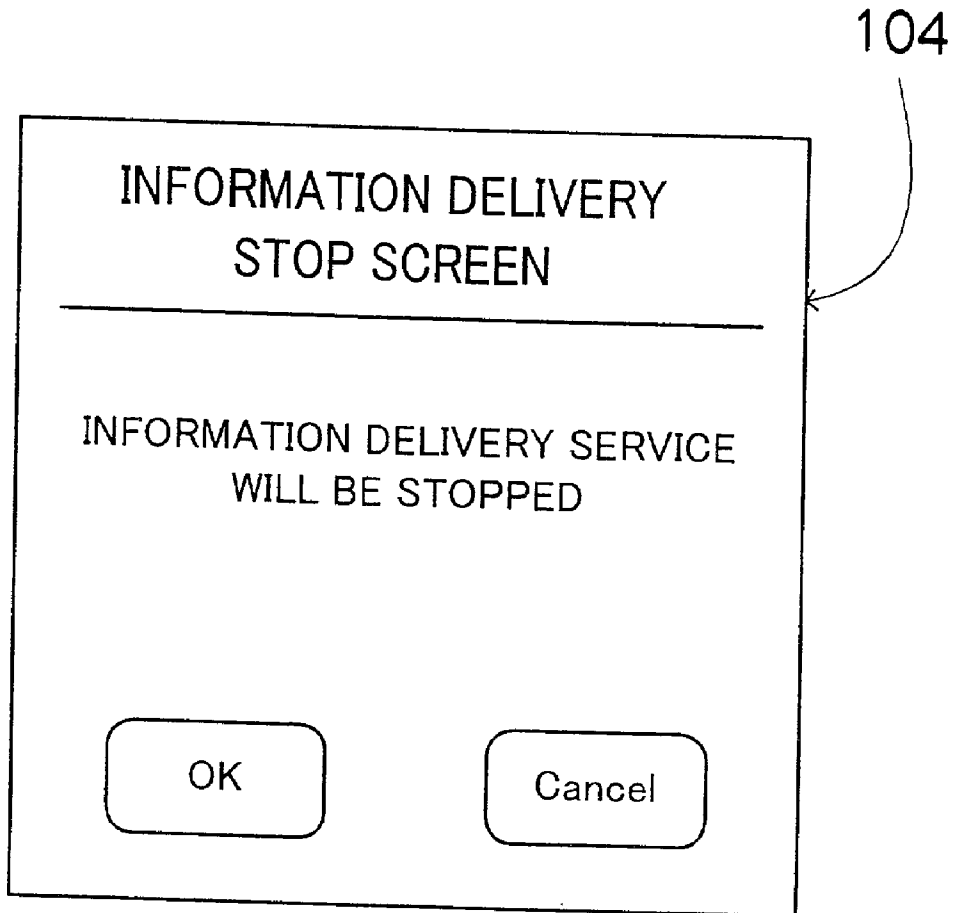 104
INFORMATION DELIVERY
STOP SCREEN
INFORMATION DELIVERY SERVICE
WILL BE STOPPED
OK
Cancel